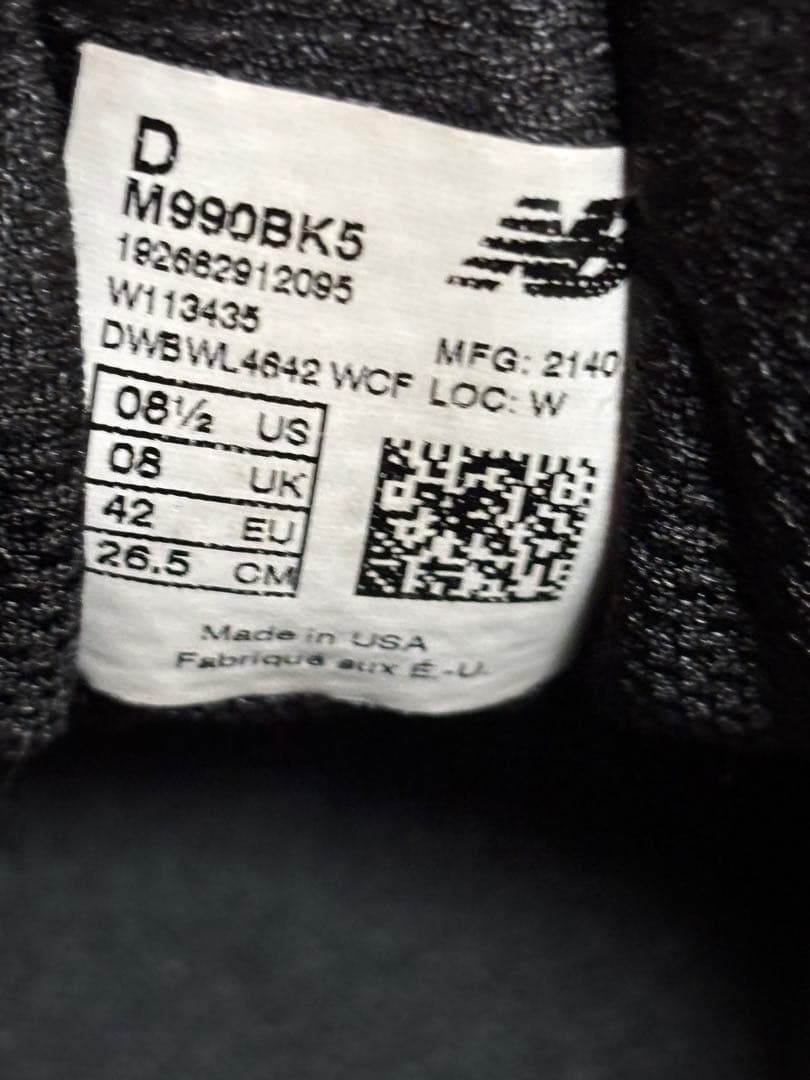 D
M990BK5
192662912095
W113435
DWBWL4642 WCF
MFG: 2140
LOC: W
08½ US
08 UK
42 EU
26.5 CM
Made in USA
Fabriqué aux É.-U.